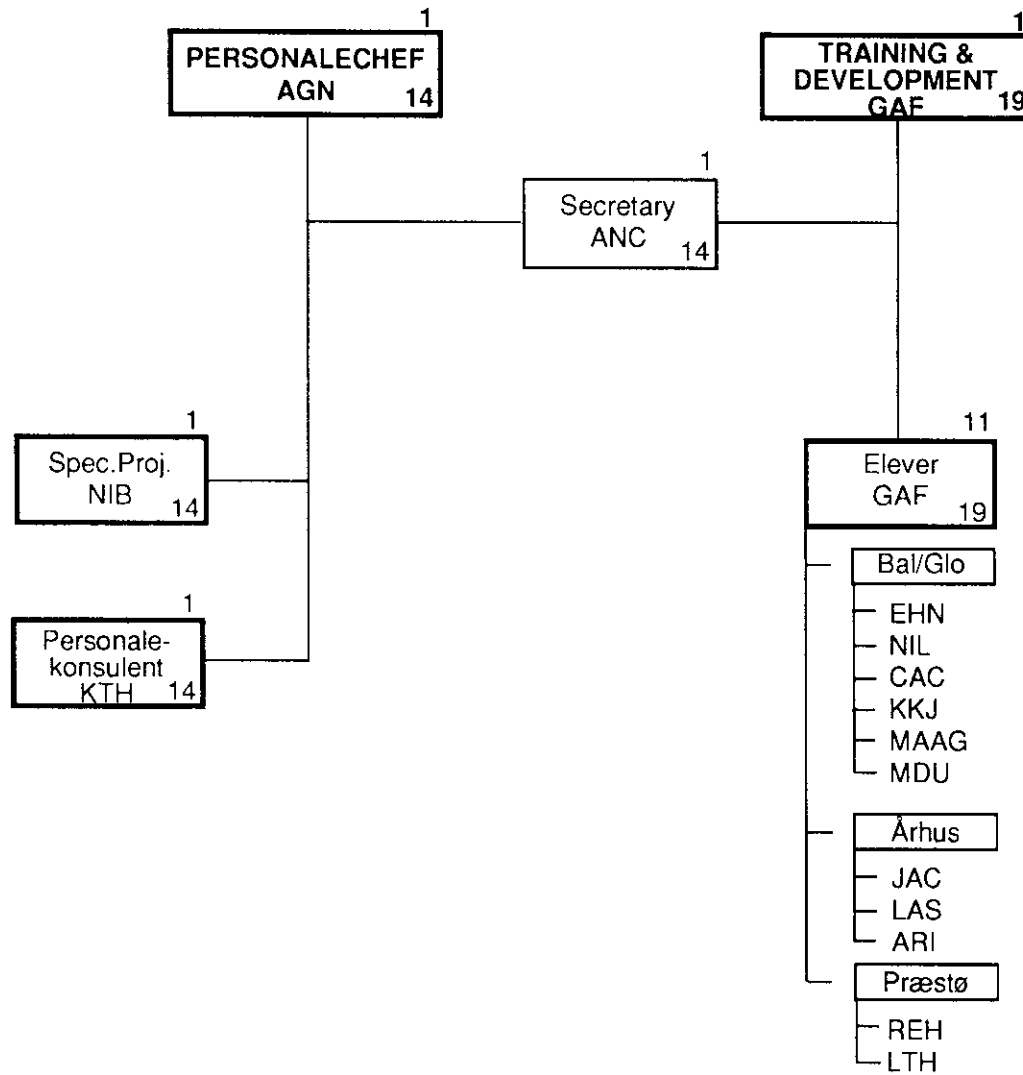 1
PERSONALECHEF
AGN
14
1
TRAINING &
DEVELOPMENT
GAF
19
1
Secretary
ANC
14
1
Spec.Proj.
NIB
14
1
Personale-
konsulent
KTH
14
11
Elever
GAF
19
Bal/Glo
EHN
NIL
CAC
KKJ
MAAG
MDU
Århus
JAC
LAS
ARI
Præstø
REH
LTH